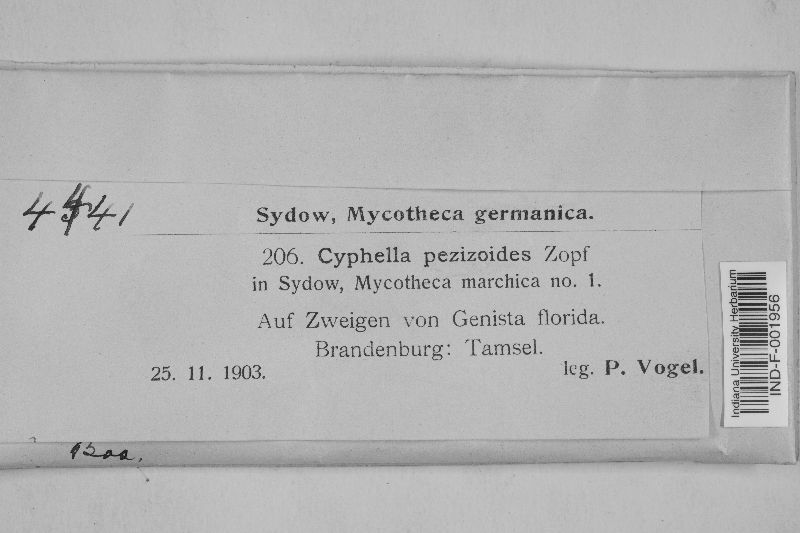 Sydow, Mycotheca germanica.
206. Cyphella pezizoides Zopf
in Sydow, Mycotheca marchica no. 1.
Auf Zweigen von Genista florida.
Brandenburg: Tamsel.
25. 11. 1903. leg. P. Vogel.
Indiana University Herbarium
IND-F-001956